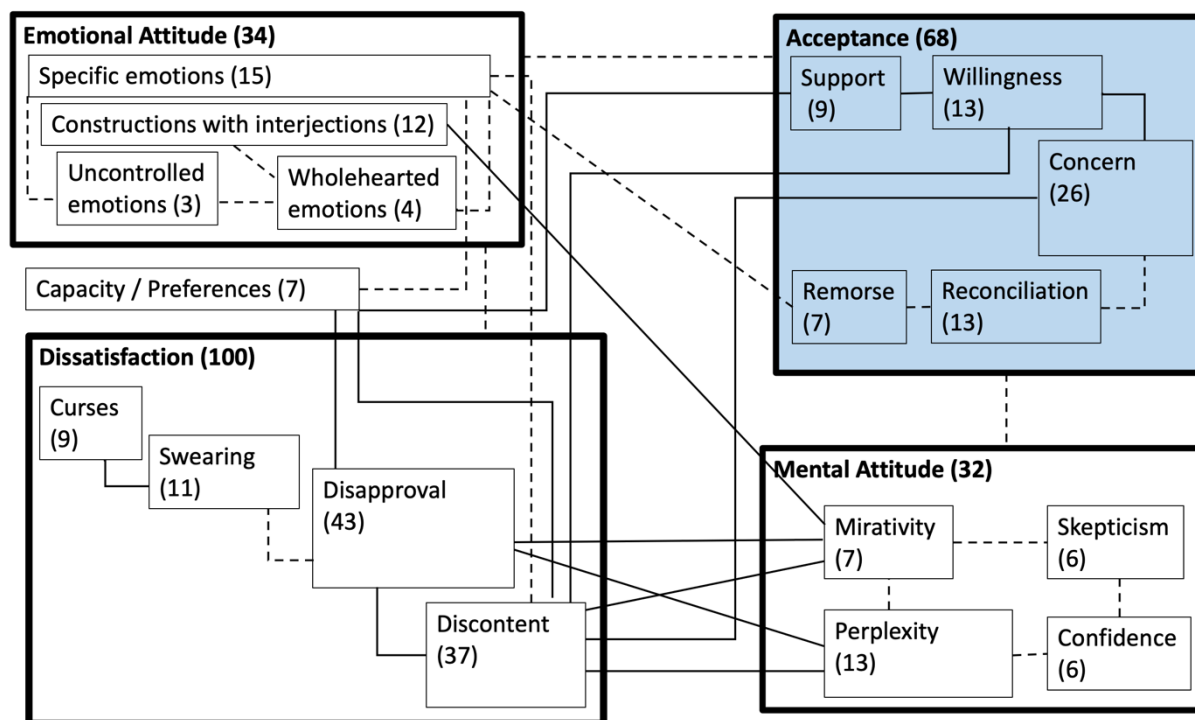 Emotional Attitude (34)
Specific emotions (15)
Constructions with interjections (12)
Uncontrolled
emotions (3)
Wholehearted
emotions (4)
Capacity / Preferences (7)
Acceptance (68)
Support
(9)
Willingness
(13)
Concern
(26)
Remorse
(7)
Reconciliation
(13)
Dissatisfaction (100)
Curses
(9)
Swearing
(11)
Disapproval
(43)
Discontent
(37)
Mental Attitude (32)
Mirativity
(7)
Skepticism
(6)
Perplexity
(13)
Confidence
(6)